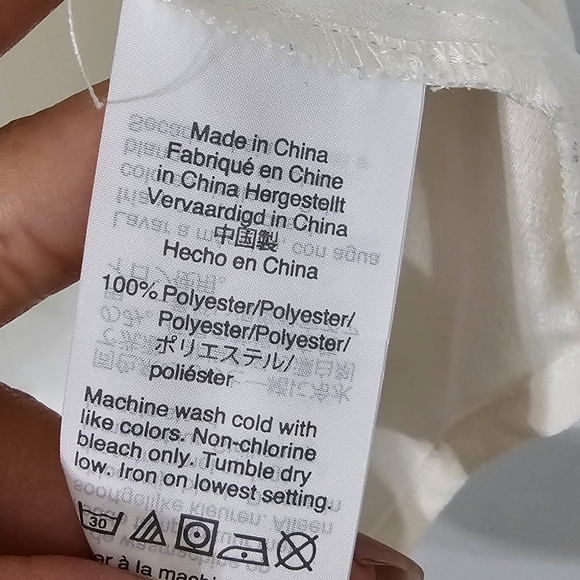 Made in China
Fabriqué en Chine
in China Hergestellt
Vervaardigd in China
中国製
Hecho en China
100% Polyester/Polyester/
Polyester/Polyester/
ポリエステル/
poliéster
Machine wash cold with
like colors. Non-chlorine
bleach only. Tumble dry
low. Iron on lowest setting.
30
à la